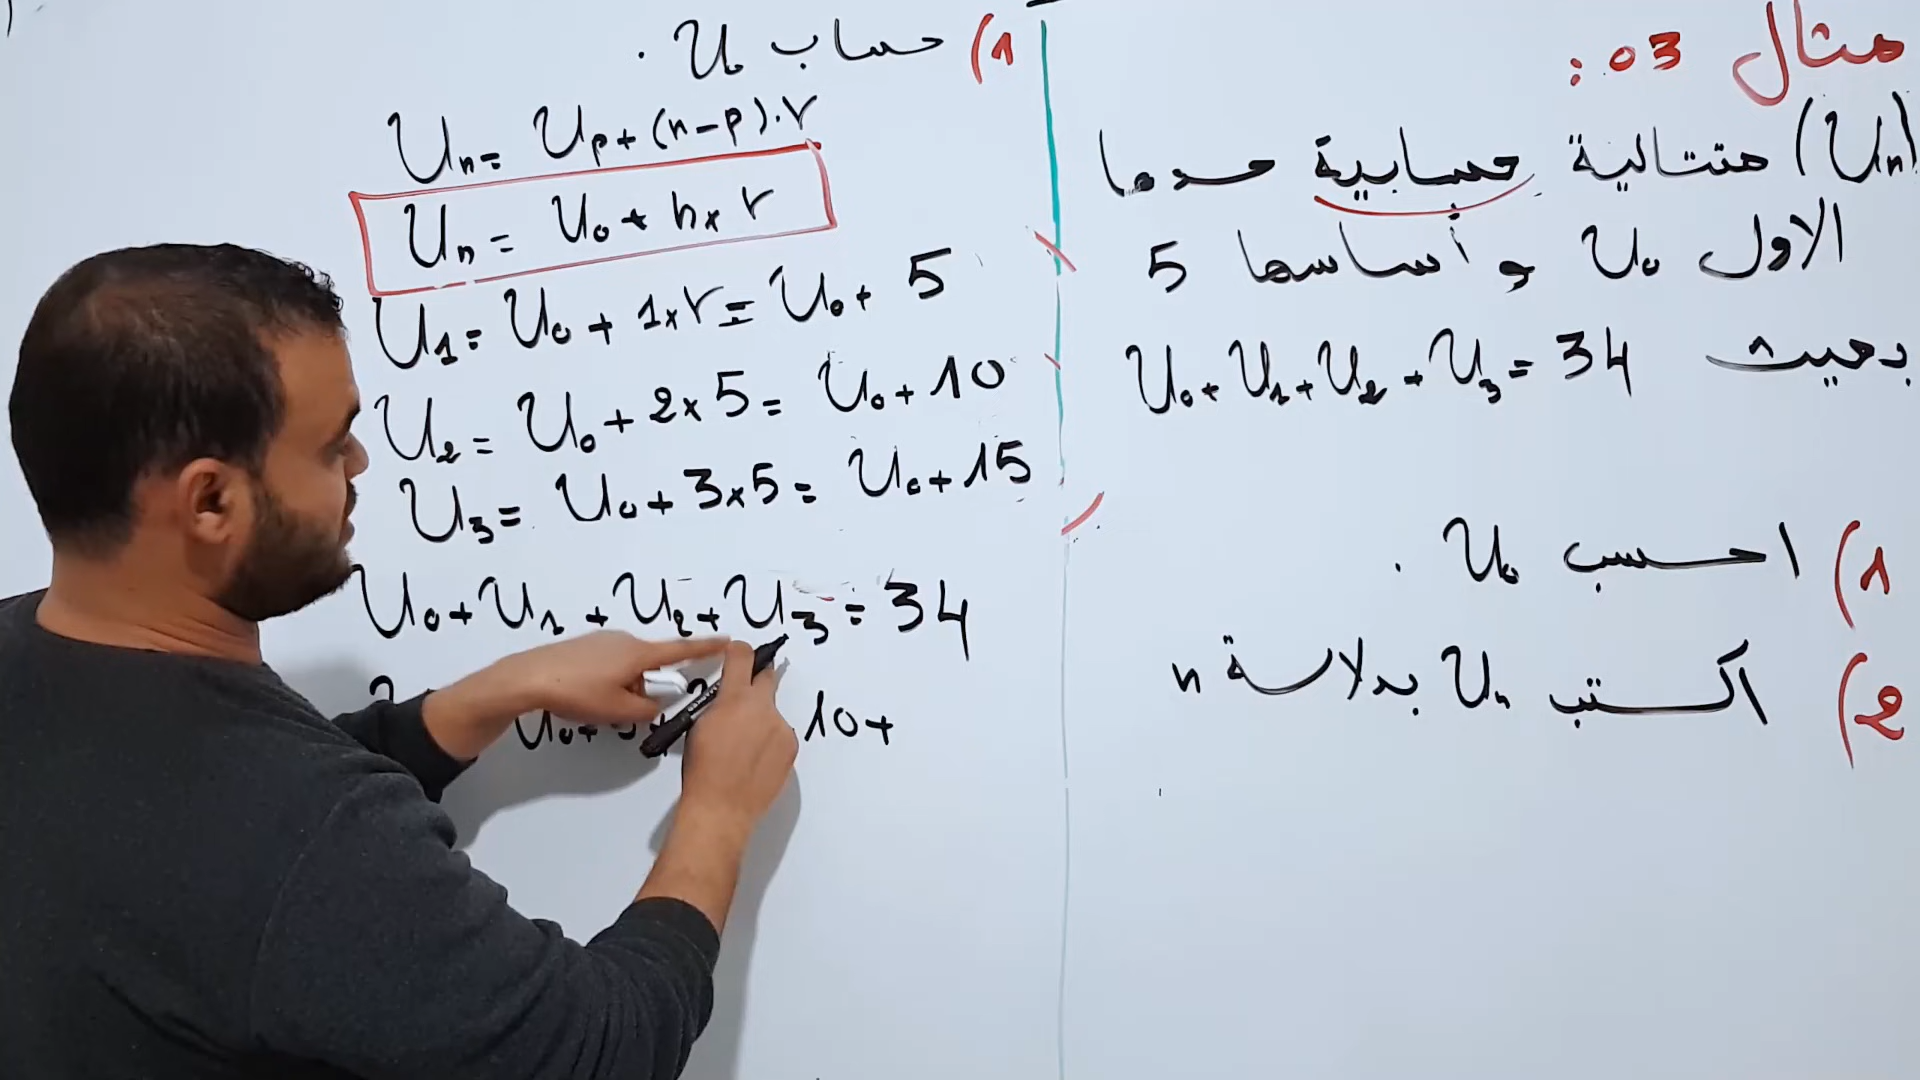 مثال 03 :
(Un) متتالية حسابية حدها
الاول U0 و أساسها 5
بحيث U0 + U1 + U2 + U3 = 34
1) احسب U0 .
2) اكتب Un بدلالة n
1) حساب U0 .
Un = Up + (n-p).r
Un = U0 + n x r
U1 = U0 + 1 x r = U0 + 5
U2 = U0 + 2 x 5 = U0 + 10
U3 = U0 + 3 x 5 = U0 + 15
U0 + U1 + U2 + U3 = 34
U0 + 10 +